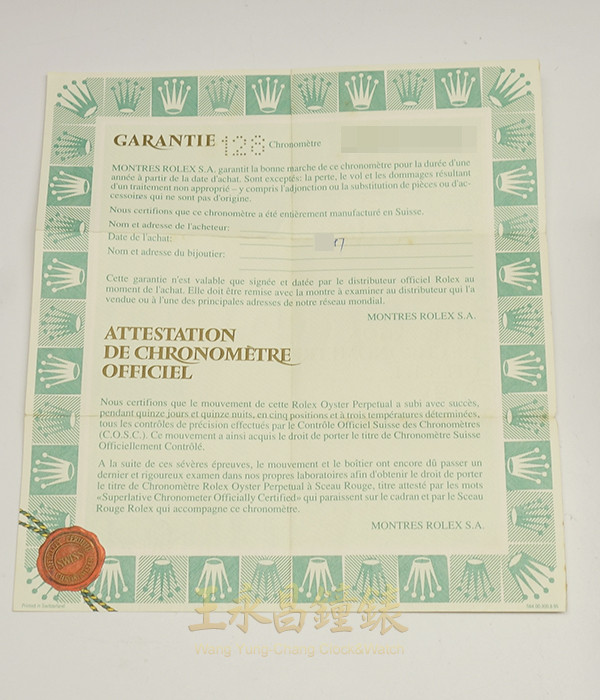 GARANTIE 128 Chronomètre
MONTRES ROLEX S.A. garantit la bonne marche de ce chronomètre pour la durée d'une
année à partir de la date d'achat. Sont exceptés: la perte, le vol et les dommages résultant
d'un traitement non approprié – y compris l'adjonction ou la substitution de pièces ou d'ac-
cessoires qui ne sont pas d'origine.
Nous certifions que ce chronomètre a été entièrement manufacturé en Suisse.
Nom et adresse de l'acheteur:
Date de l'achat:
Nom et adresse du bijoutier:
Cette garantie n'est valable que signée et datée par le distributeur officiel Rolex au
moment de l'achat. Elle doit être remise avec la montre à examiner au distributeur qui l'a
vendue ou à l'une des principales adresses de notre réseau mondial.
MONTRES ROLEX S.A.
ATTESTATION
DE CHRONOMÈTRE
OFFICIEL
Nous certifions que le mouvement de cette Rolex Oyster Perpetual a subi avec succès,
pendant quinze jours et quinze nuits, en cinq positions et à trois températures déterminées,
tous les contrôles de précision effectués par le Contrôle Officiel Suisse des Chronomètres
(C.O.S.C.). Ce mouvement a ainsi acquis le droit de porter le titre de Chronomètre Suisse
Officiellement Contrôlé.
A la suite de ces sévères épreuves, le mouvement et le boîtier ont encore dû passer un
dernier et rigoureux examen dans nos propres laboratoires afin d'obtenir le droit de porter
le titre de Chronomètre Rolex Oyster Perpetual à Sceau Rouge, titre attesté par les mots
«Superlative Chronometer Officially Certified» qui paraissent sur le cadran et par le Sceau
Rouge Rolex qui accompagne ce chronomètre.
MONTRES ROLEX S.A.
SWISS
Printed in Switzerland
王永昌鐘錶
Wang Yung-Chang Clock&Watch